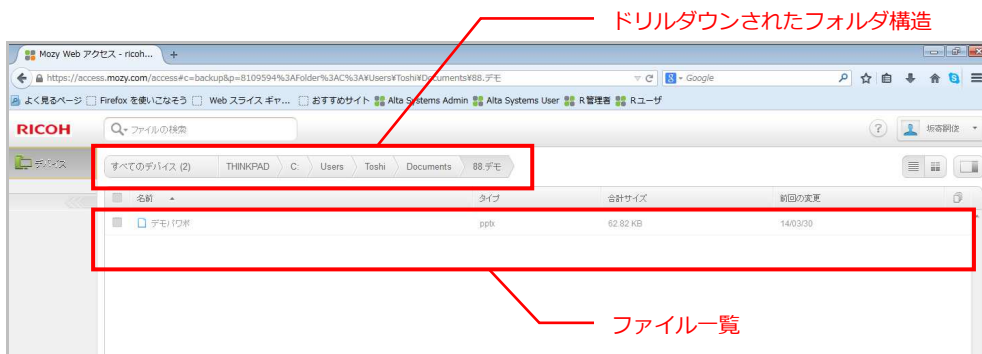 ドリルダウンされたフォルダ構造
Mozy Web アクセス - ricoh... +
https://access.mozy.com/access#c=backup&p=8109594%3AFolder%3AC%3A¥Users¥Toshi¥Documents¥88.デモ
Google
よく見るページ Firefox を使いこなそう Web スライス ギャ... おすすめサイト Alta Systems Admin Alta Systems User R管理者 Rユーザ
RICOH ファイルの検索 ?
デバイス すべてのデバイス (2) THINKPAD C: Users Toshi Documents 88.デモ
名前 タイプ 合計サイズ 前回の変更
デモパワポ pptx 62.82 KB 14/03/30
ファイル一覧